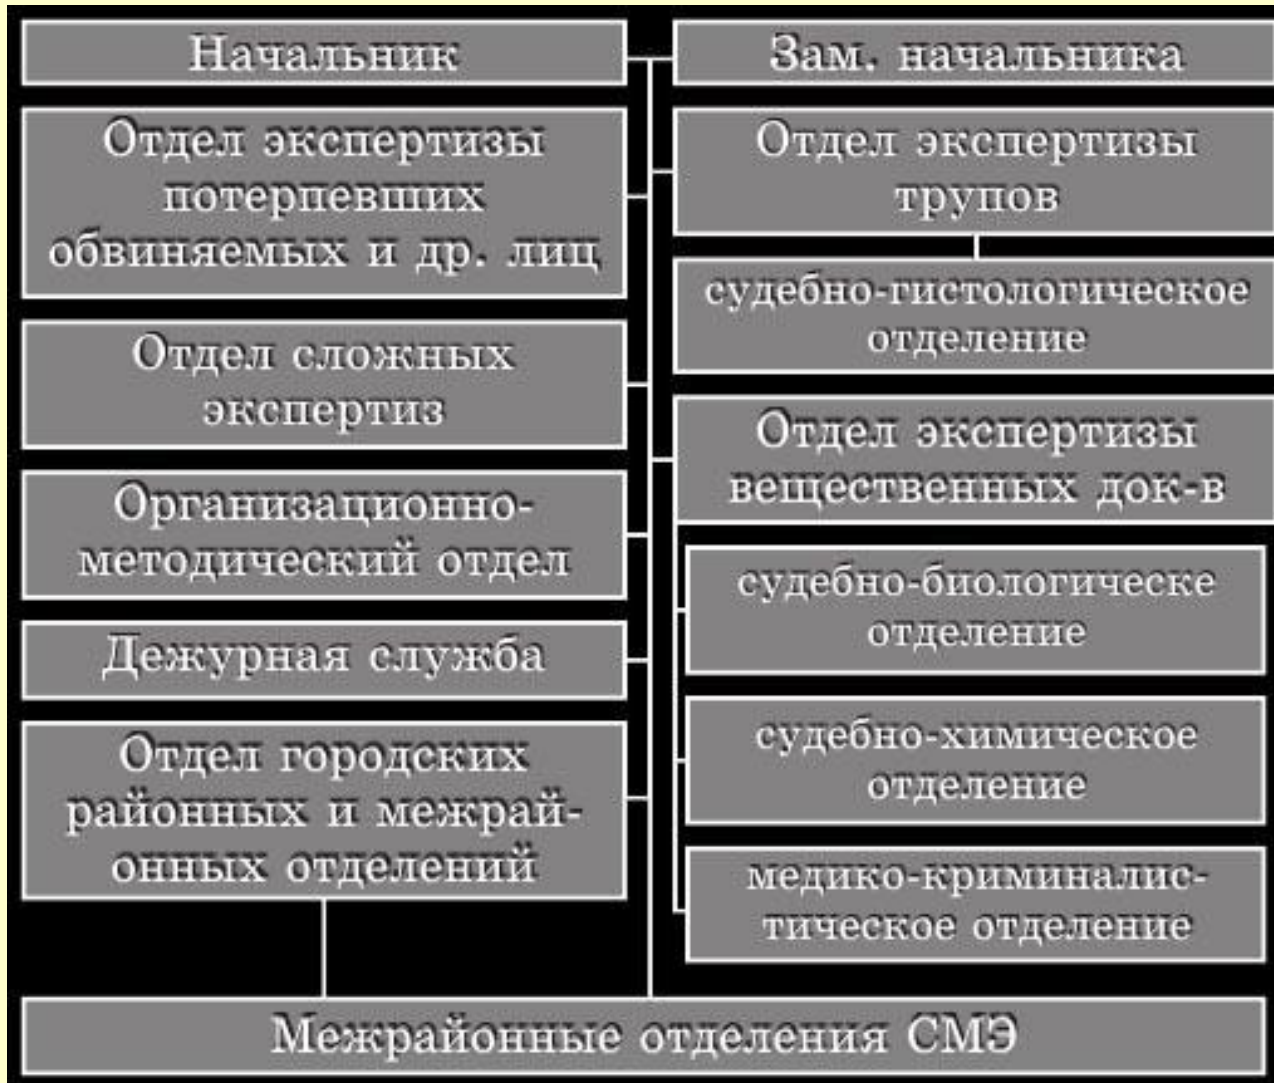 Начальник
Зам. начальника
Отдел экспертизы
потерпевших
обвиняемых и др. лиц
Отдел экспертизы
трупов
судебно-гистологическое
отделение
Отдел сложных
экспертиз
Отдел экспертизы
вещественных док-в
Организационно-
методический отдел
судебно-биологическе
отделение
Дежурная служба
судебно-химическое
отделение
Отдел городских
районных и межрай-
онных отделений
медико-криминалис-
тическое отделение
Межрайонные отделения СМЭ